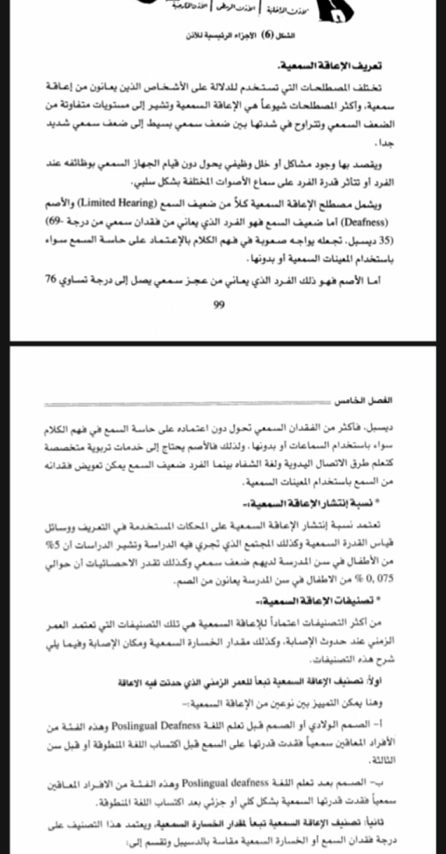 الأذن الداخلية | الأذن الوسطى | الأذن الخارجية
الشكل (6) الأجزاء الرئيسية للأذن
تعريف الإعاقة السمعية.
تختلف المصطلحات التي تستخدم للدلالة على الأشخاص الذين يعانون من إعاقة
سمعية، وأكثر المصطلحات شيوعاً هي الإعاقة السمعية وتشير إلى مستويات متفاوتة من
الضعف السمعي وتتراوح في شدتها بين ضعف سمعي بسيط إلى ضعف سمعي شديد
جدا.
ويقصد بها وجود مشاكل أو خلل وظيفي يحول دون قيام الجهاز السمعي بوظائفه عند
الفرد أو تتأثر قدرة الفرد على سماع الأصوات المختلفة بشكل سلبي.
ويشمل مصطلح الإعاقة السمعية كلاً من ضعيف السمع (Limited Hearing) والأصم
(Deafness) أما ضعيف السمع فهو الفرد الذي يعاني من فقدان سمعي من درجة -69)
(35 ديسبل، تجعله يواجه صعوبة في فهم الكلام بالإعتماد على حاسة السمع سواء
باستخدام المعينات السمعية أو بدونها.
أما الأصم فهو ذلك الفرد الذي يعاني من عجز سمعي يصل إلى درجة تساوي 76
99
الفصل الخامس
ديسبل، فأكثر من الفقدان السمعي تحول دون اعتماده على حاسة السمع في فهم الكلام
سواء باستخدام السماعات أو بدونها. ولذلك فالأصم يحتاج إلى خدمات تربوية متخصصة
كتعلم طرق الاتصال اليدوية ولغة الشفاه بينما الفرد ضعيف السمع يمكن تعويض فقدانه
من السمع باستخدام المعينات السمعية.
* نسبة إنتشار الإعاقة السمعية:-
تعتمد نسبة إنتشار الإعاقة السمعية على المحكات المستخدمة في التعريف ووسائل
قياس القدرة السمعية وكذلك المجتمع الذي تجري فيه الدراسة وتشير الدراسات أن 5%
من الأطفال في سن المدرسة لديهم ضعف سمعي وكذلك تقدر الاحصائيات أن حوالي
0,075 % من الاطفال في سن المدرسة يعانون من الصم.
* تصنيفات الإعاقة السمعية:-
من أكثر التصنيفات اعتماداً للإعاقة السمعية هي تلك التصنيفات التي تعتمد العمر
الزمني عند حدوث الإصابة، وكذلك مقدار الخسارة السمعية ومكان الإصابة وفيما يلي
شرح هذه التصنيفات.
أولاً: تصنيف الإعاقة السمعية تبعاً للعمر الزمني الذي حدثت فيه الاعاقة
وهنا يمكن التمييز بين نوعين من الإعاقة السمعية:-
أ- الصمم الولادي أو الصمم قبل تعلم اللغة Poslingual Deafness وهذه الفئة من
الأفراد المعاقين سمعياً فقدت قدرتها على السمع قبل اكتساب اللغة المنطوقة أو قبل سن
الثالثة.
ب- الصمم بعد تعلم اللغة Poslingual deafness وهذه الفئة من الافراد المعاقين
سمعياً فقدت قدرتها السمعية بشكل كلي أو جزئي بعد اكتساب اللغة المنطوقة.
ثانياً: تصنيف الإعاقة السمعية تبعاً لمقدار الخسارة السمعية، ويعتمد هذا التصنيف على
درجة فقدان السمع أو الخسارة السمعية مقاسة بالدسيبل وتقسم إلى: